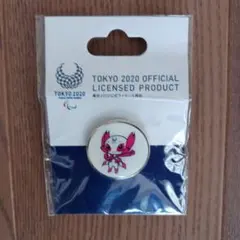 TOKYO 2020
TOKYO 2020 OFFICIAL
LICENSED PRODUCT